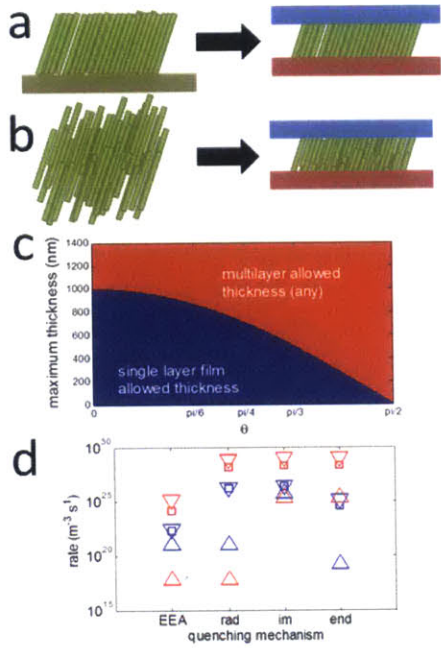 a
b
c
maximum thickness (nm)
1400
1200
1000
800
600
400
200
0
multilayer allowed
thickness (any)
single layer film
allowed thickness
0 pi/6 pi/4 pi/3 pi/2
θ
d
rate (m⁻³ s⁻¹)
10³⁰
10²⁵
10²⁰
10¹⁵
EEA rad im end
quenching mechanism